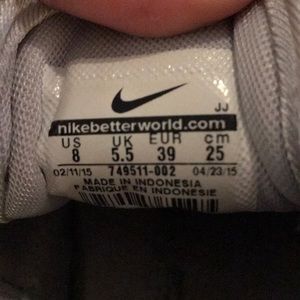 JJ
nikebetterworld.com
US UK EUR cm
8 5.5 39 25
02/11/15 749511-002 04/23/15
MADE IN INDONESIA
FABRIQUE EN INDONESIE